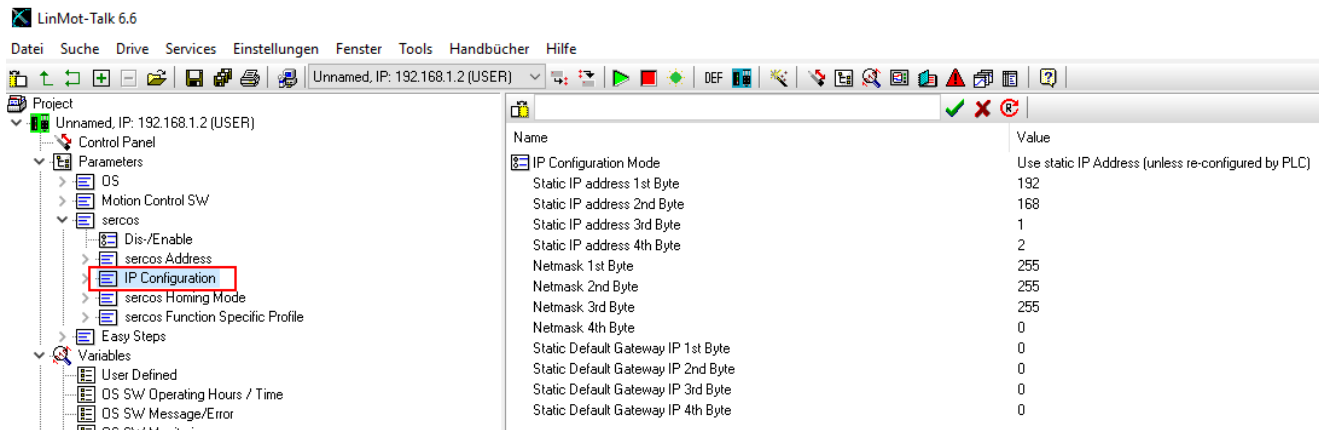 LinMot-Talk 6.6
Datei Suche Drive Services Einstellungen Fenster Tools Handbücher Hilfe
Unnamed, IP: 192.168.1.2 (USER) DEF
Project
Unnamed, IP: 192.168.1.2 (USER)
Control Panel
Parameters
OS
Motion Control SW
sercos
Dis-/Enable
sercos Address
IP Configuration
sercos Homing Mode
sercos Function Specific Profile
Easy Steps
Variables
User Defined
OS SW Operating Hours / Time
OS SW Message/Error
Name Value
IP Configuration Mode Use static IP Address (unless re-configured by PLC)
Static IP address 1st Byte 192
Static IP address 2nd Byte 168
Static IP address 3rd Byte 1
Static IP address 4th Byte 2
Netmask 1st Byte 255
Netmask 2nd Byte 255
Netmask 3rd Byte 255
Netmask 4th Byte 0
Static Default Gateway IP 1st Byte 0
Static Default Gateway IP 2nd Byte 0
Static Default Gateway IP 3rd Byte 0
Static Default Gateway IP 4th Byte 0